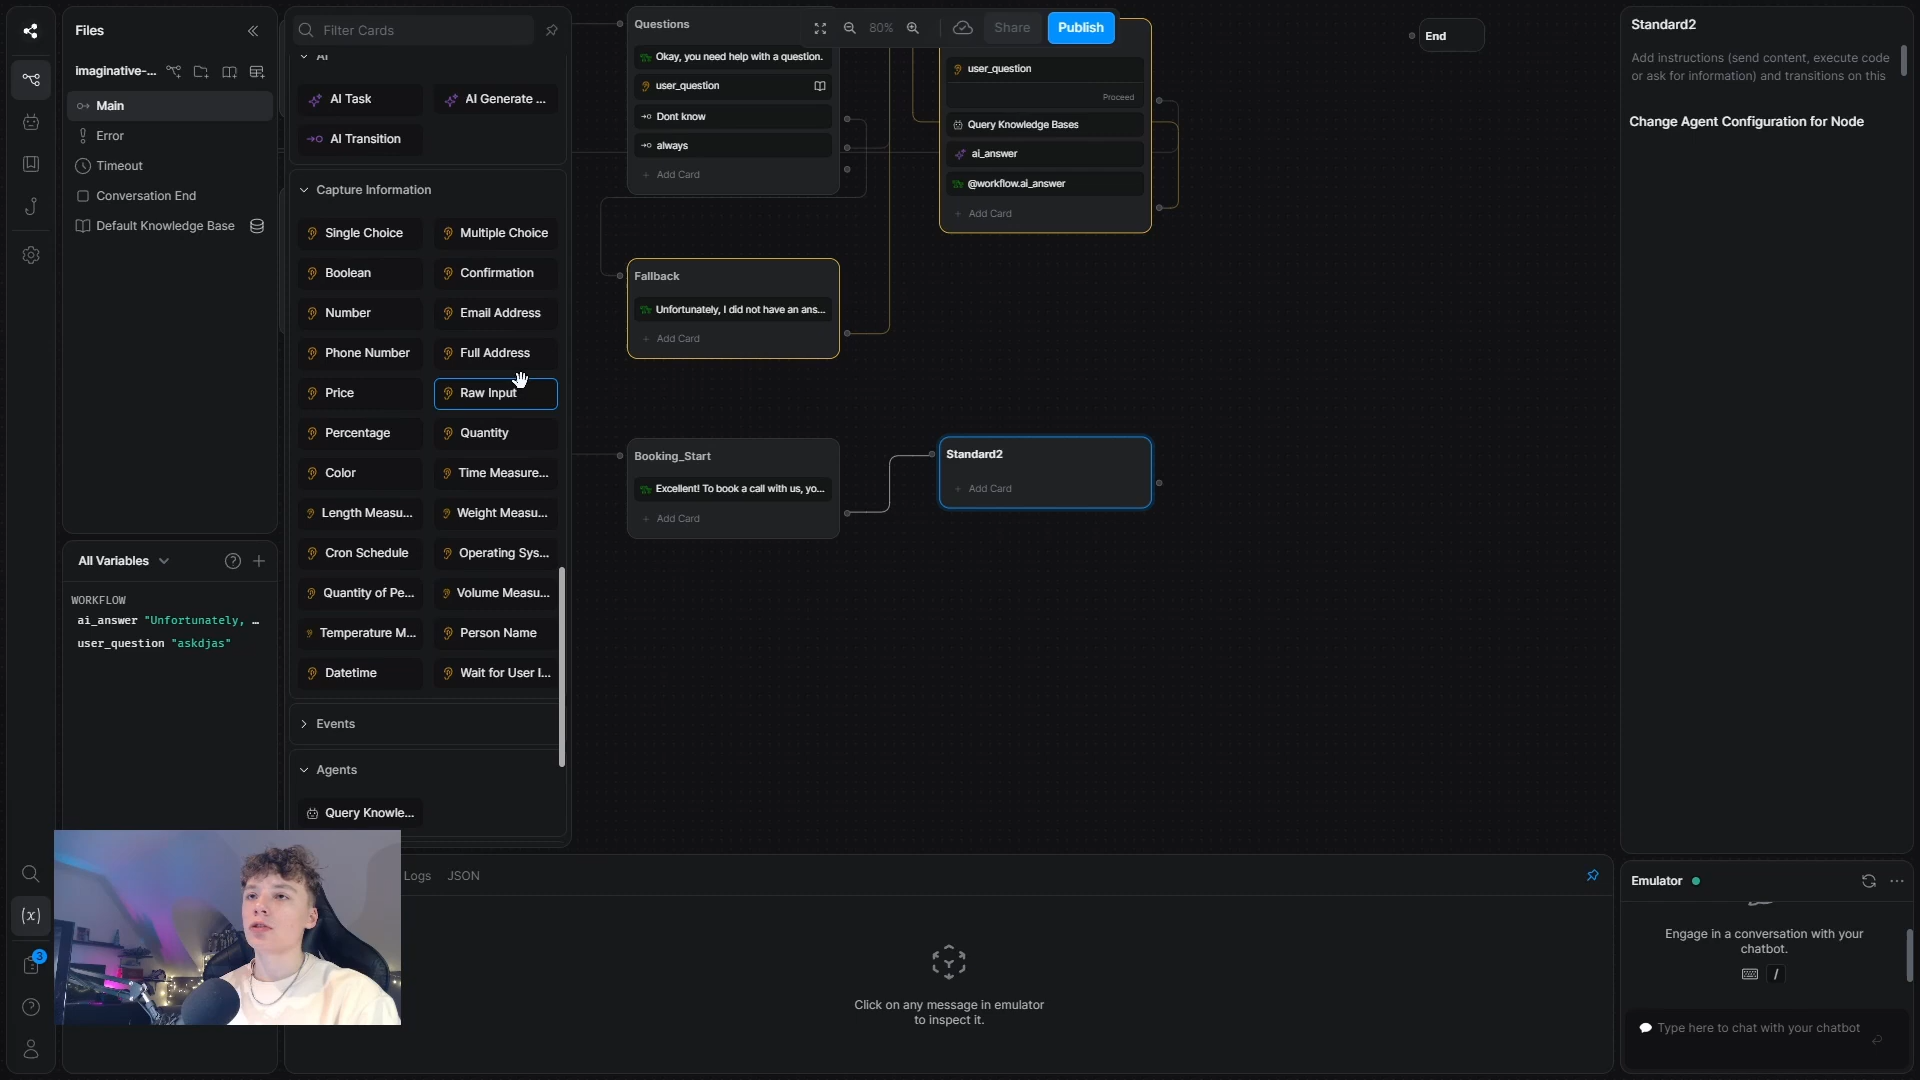 Files
imaginative-...
Main
Error
Timeout
Conversation End
Default Knowledge Base
All Variables
WORKFLOW
ai_answer "Unfortunately, …
user_question "askdjas"
(x)
3
Filter Cards
AI
AI Task
AI Generate ...
AI Transition
Capture Information
Single Choice
Multiple Choice
Boolean
Confirmation
Number
Email Address
Phone Number
Full Address
Price
Raw Input
Percentage
Quantity
Color
Time Measure...
Length Measu...
Weight Measu...
Cron Schedule
Operating Sys...
Quantity of Pe...
Volume Measu...
Temperature M...
Person Name
Datetime
Wait for User I...
Events
Agents
Query Knowle...
80%
Share
Publish
Questions
Okay, you need help with a question.
user_question
Dont know
always
Add Card
user_question
Proceed
Query Knowledge Bases
ai_answer
@workflow.ai_answer
Add Card
End
Fallback
Unfortunately, I did not have an ans...
Add Card
Booking_Start
Excellent! To book a call with us, yo...
Add Card
Standard2
Add Card
Logs
JSON
Click on any message in emulator
to inspect it.
Standard2
Add instructions (send content, execute code
or ask for information) and transitions on this
Change Agent Configuration for Node
Emulator
Engage in a conversation with your
chatbot.
/
Type here to chat with your chatbot